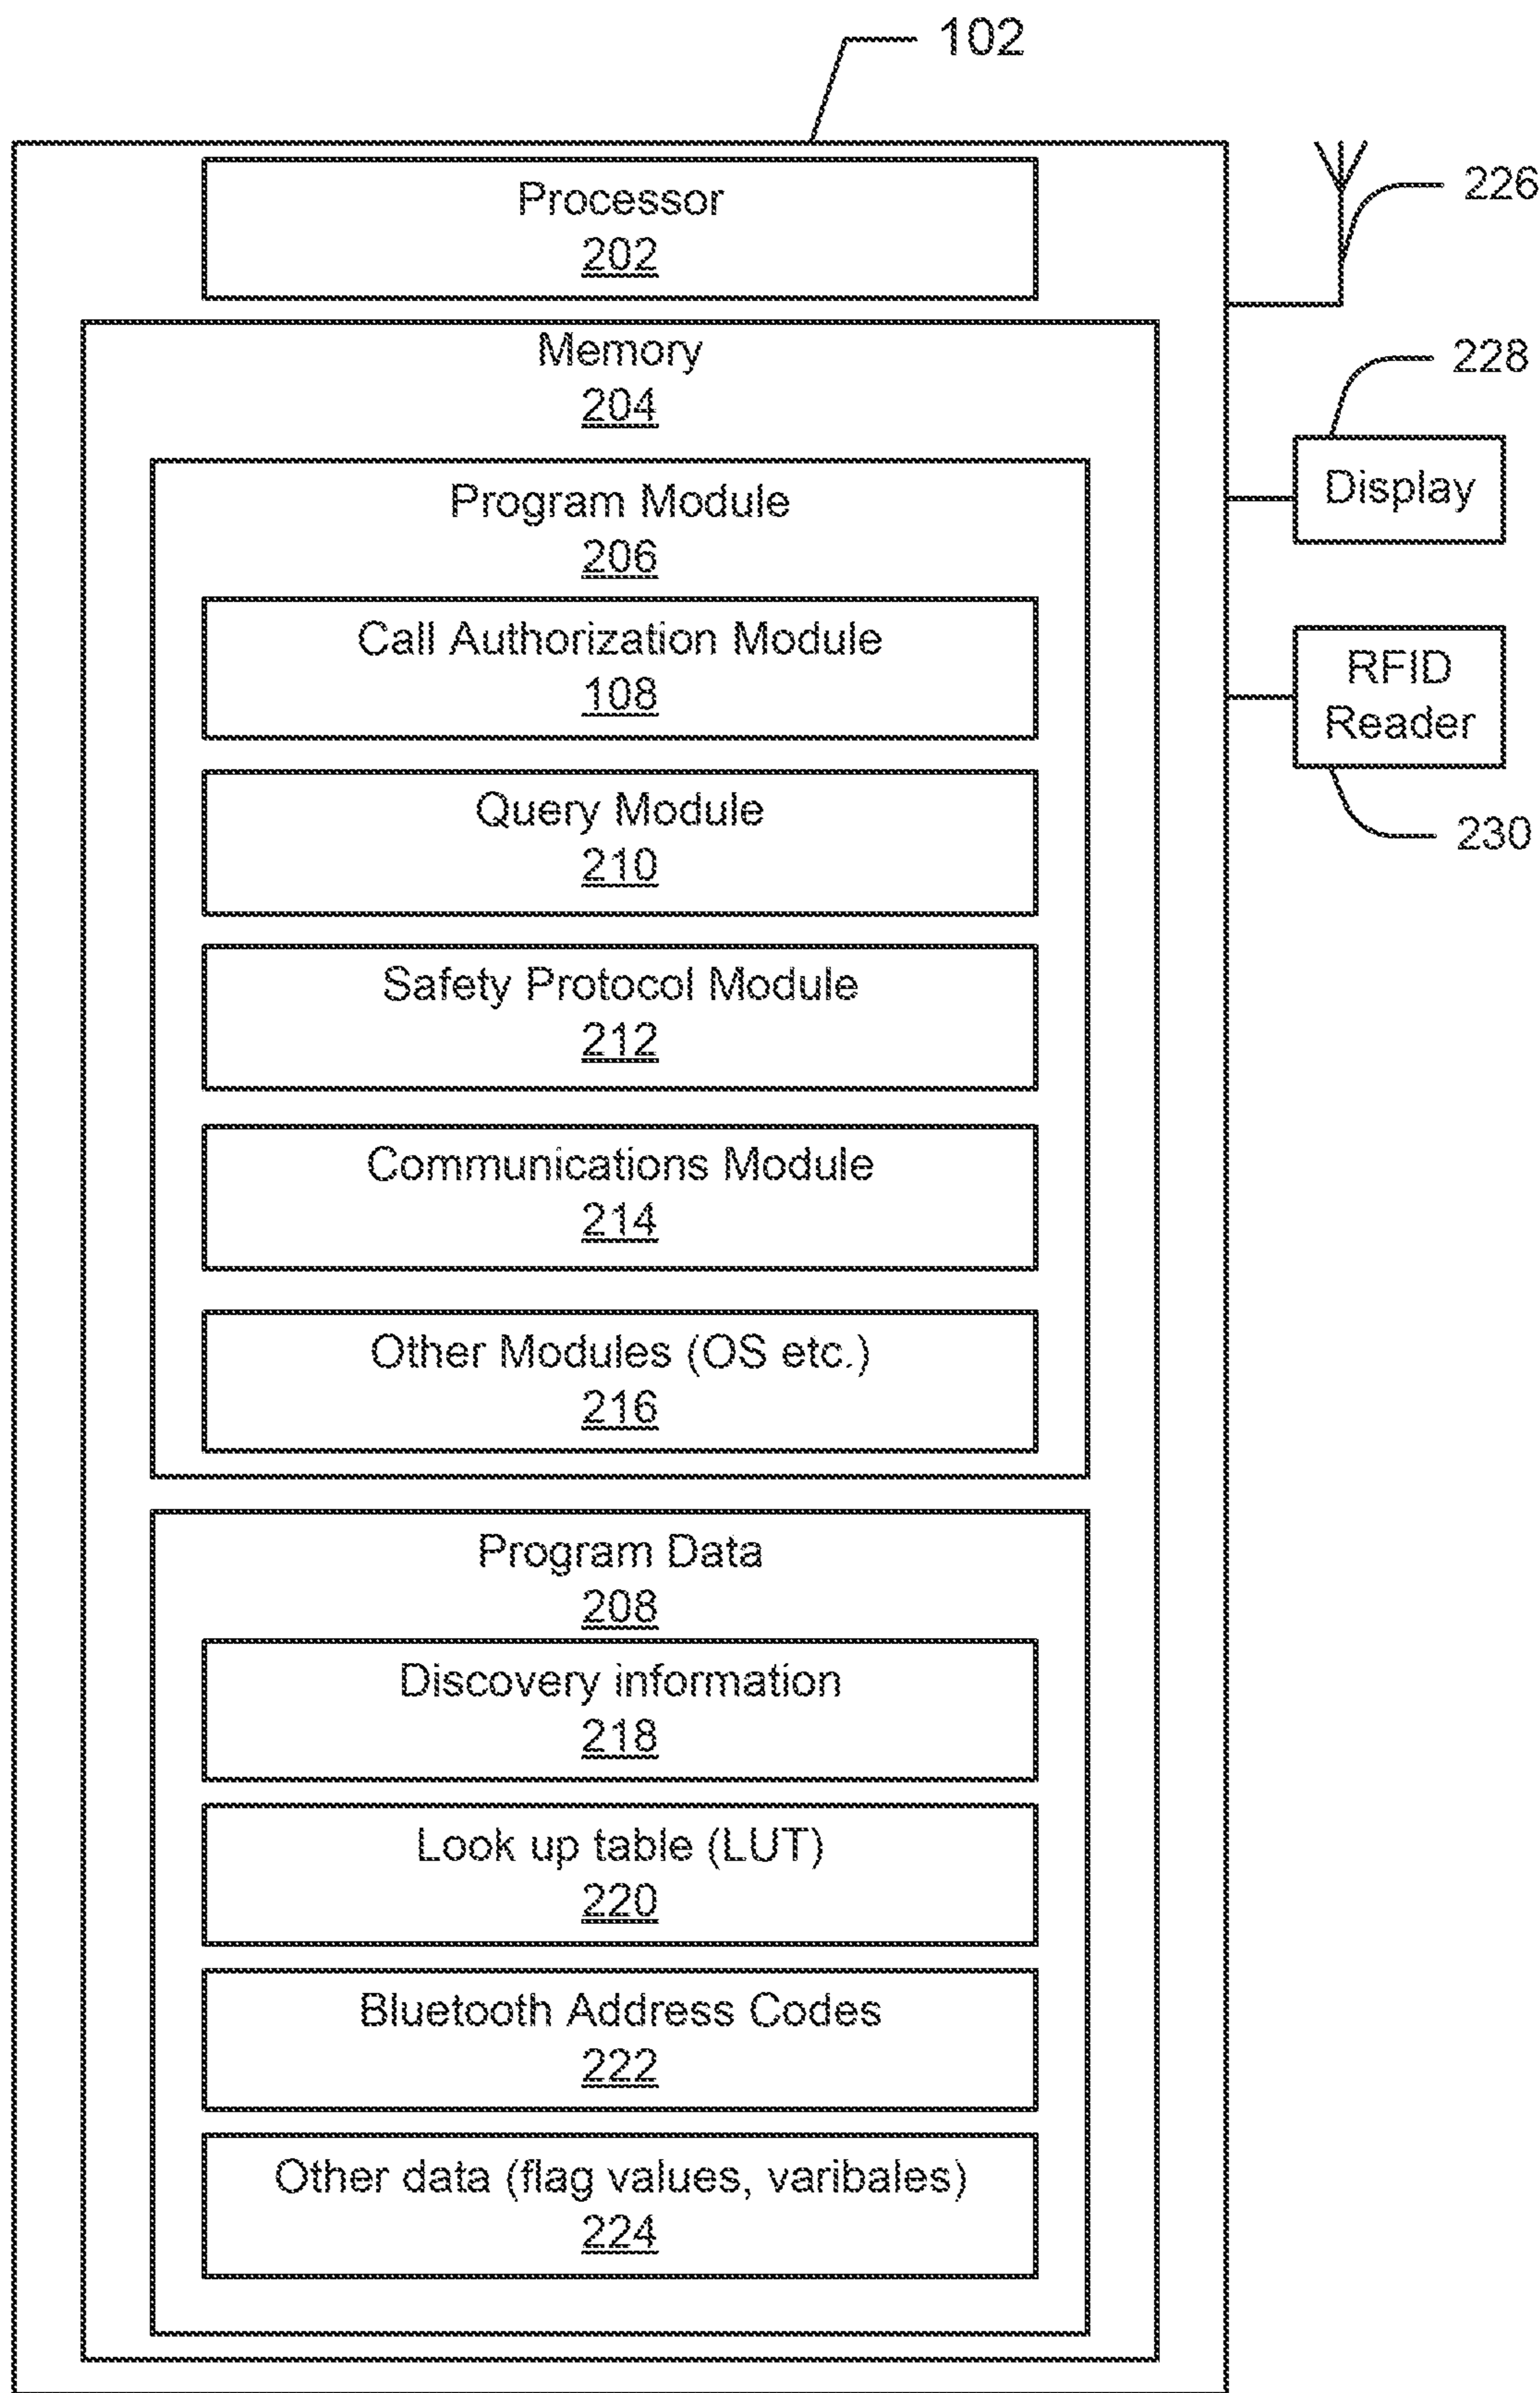 102
Processor
202
226
Memory
204
228
Display
Program Module
206
Call Authorization Module
108
RFID
Reader
230
Query Module
210
Safety Protocol Module
212
Communications Module
214
Other Modules (OS etc.)
216
Program Data
208
Discovery information
218
Look up table (LUT)
220
Bluetooth Address Codes
222
Other data (flag values, varibales)
224